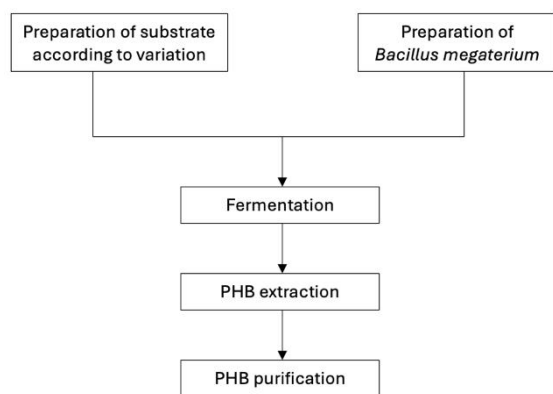 Preparation of substrate
according to variation
Preparation of
Bacillus megaterium
Fermentation
PHB extraction
PHB purification